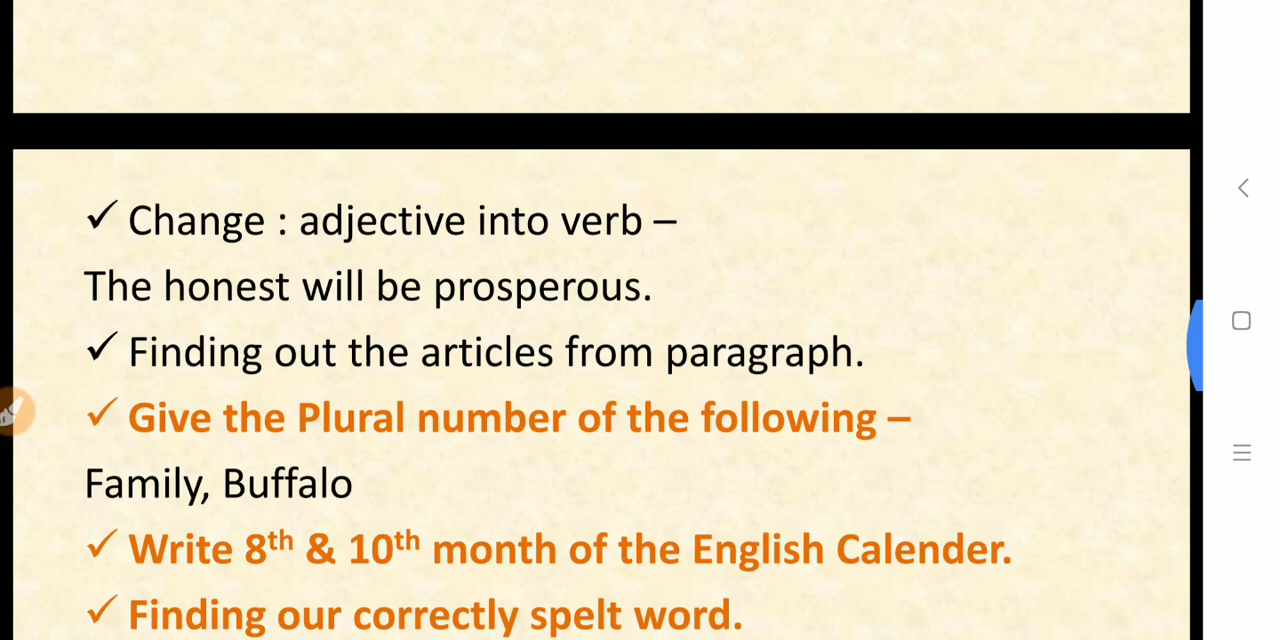 ✓ Change : adjective into verb –
The honest will be prosperous.
✓ Finding out the articles from paragraph.
✓ Give the Plural number of the following –
Family, Buffalo
✓ Write 8th & 10th month of the English Calender.
✓ Finding our correctly spelt word.